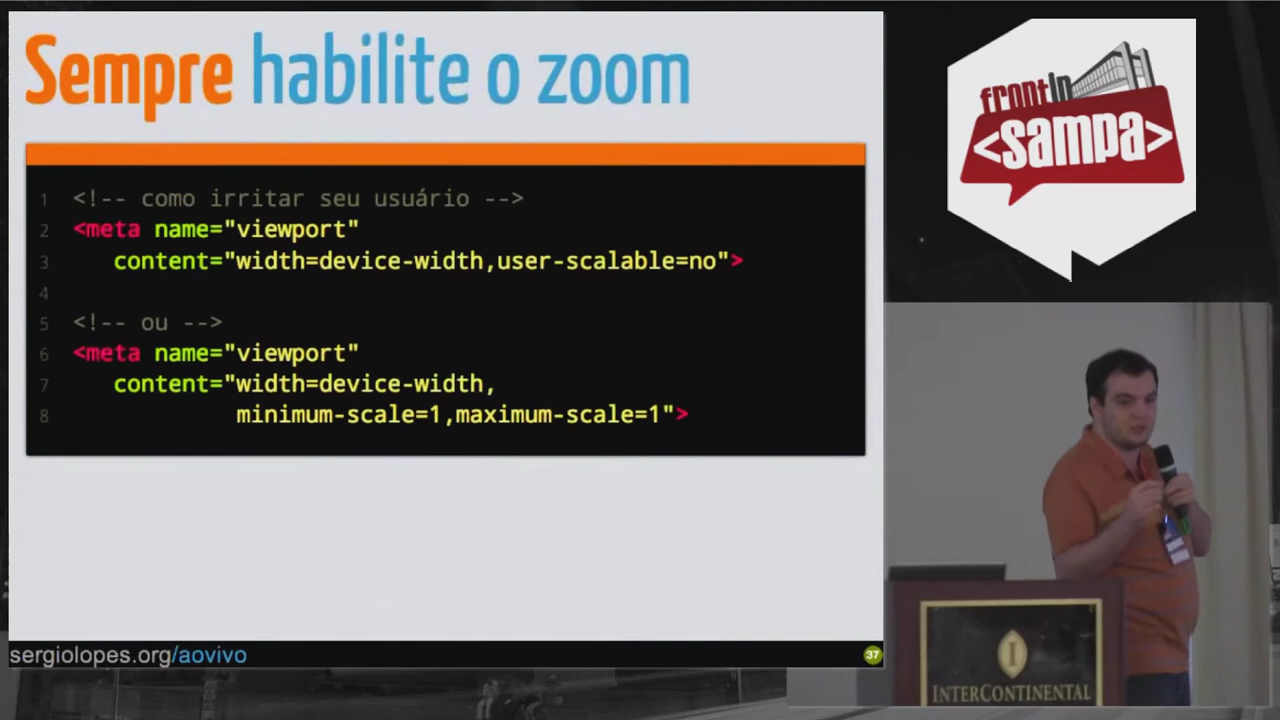 Sempre habilite o zoom
1 <!-- como irritar seu usuário -->
2 <meta name="viewport"
3 content="width=device-width,user-scalable=no">
4
5 <!-- ou -->
6 <meta name="viewport"
7 content="width=device-width,
8 minimum-scale=1,maximum-scale=1">
sergiolopes.org/aovivo
37
frontIn
<sampa>
I
INTERCONTINENTAL